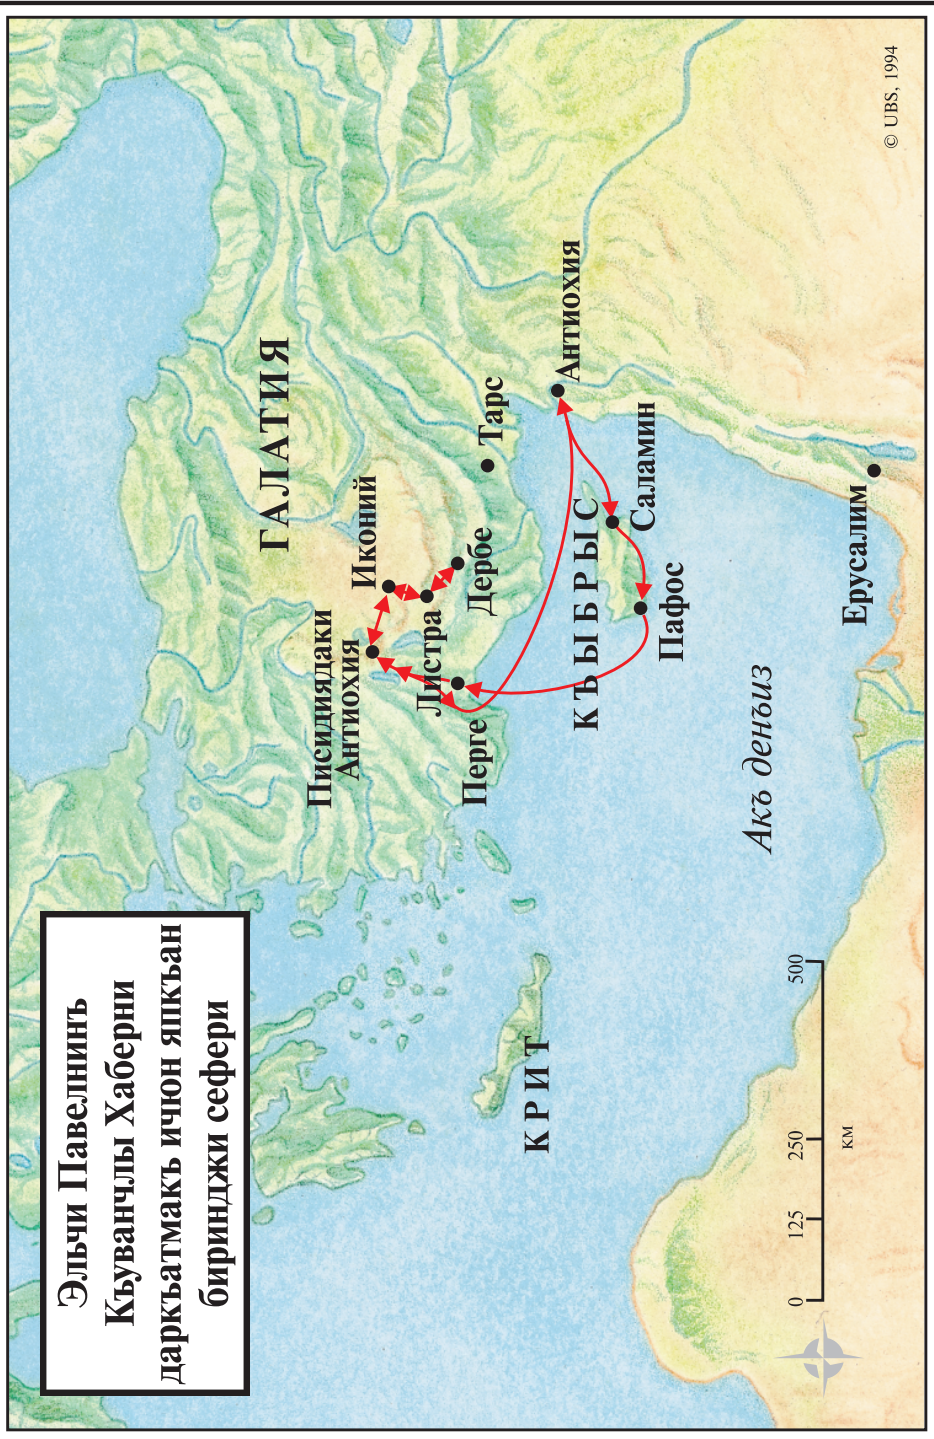 Эльчи Павелнинъ
Къуванчлы Хаберни
даркъатмакъ ичюн япкъан
биринджи сефери
ГАЛАТИЯ
Писидиядаки
Антиохия
Иконий
Листра
Дербе
Тарс
Перге
Антиохия
КЪЫБРЫС
Саламин
Пафос
КРИТ
Акъ денъиз
Ерусалим
0 125 250 500
км
© UBS, 1994